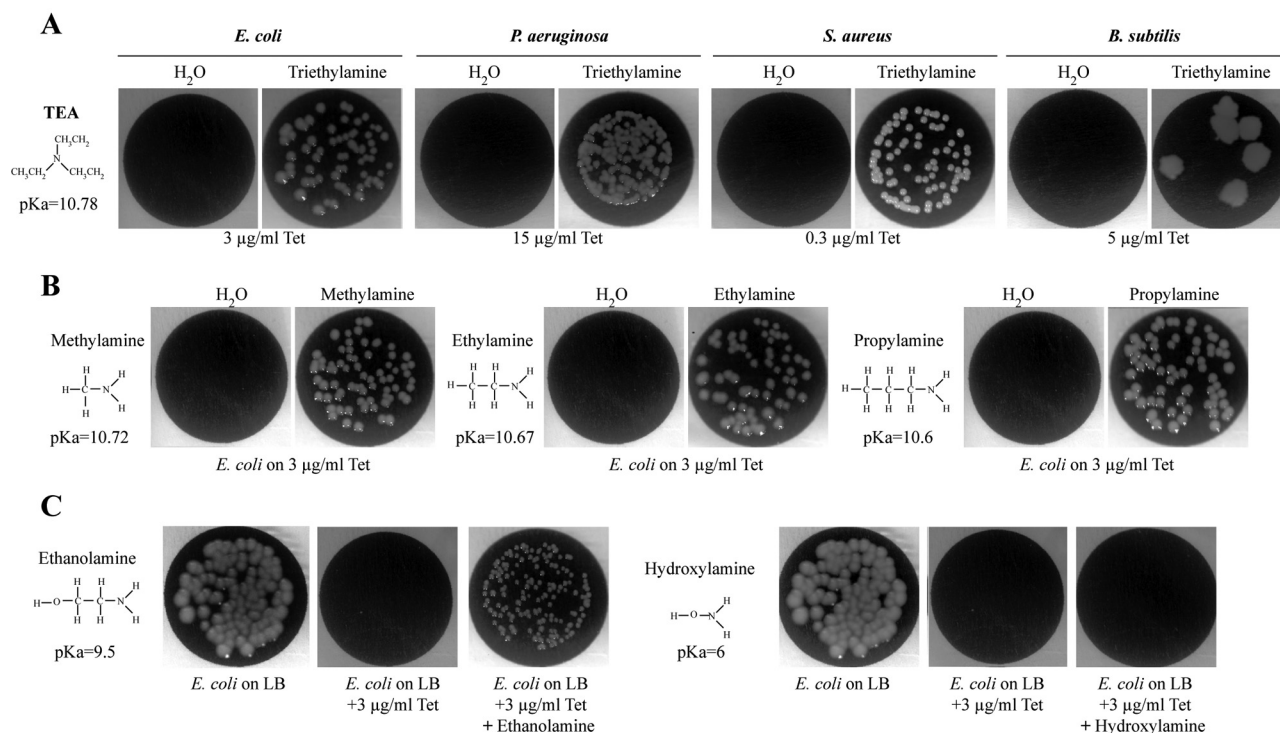 A
E. coli P. aeruginosa S. aureus B. subtilis
H₂O Triethylamine H₂O Triethylamine H₂O Triethylamine H₂O Triethylamine
TEA
CH₃CH₂
N
CH₃CH₂ CH₃CH₂
pKa=10.78
3 µg/ml Tet 15 µg/ml Tet 0.3 µg/ml Tet 5 µg/ml Tet
B
H₂O Methylamine H₂O Ethylamine H₂O Propylamine
Methylamine Ethylamine Propylamine
H H H H H H
H H C N H C C N H C C C N
H H H H H H H H H
pKa=10.72 pKa=10.67 pKa=10.6
E. coli on 3 µg/ml Tet E. coli on 3 µg/ml Tet E. coli on 3 µg/ml Tet
C
Ethanolamine Hydroxylamine
H H H H
H O C C N H O N
H H H H
pKa=9.5 pKa=6
E. coli on LB E. coli on LB E. coli on LB E. coli on LB E. coli on LB E. coli on LB
+3 µg/ml Tet +3 µg/ml Tet +3 µg/ml Tet +3 µg/ml Tet
+ Ethanolamine + Hydroxylamine